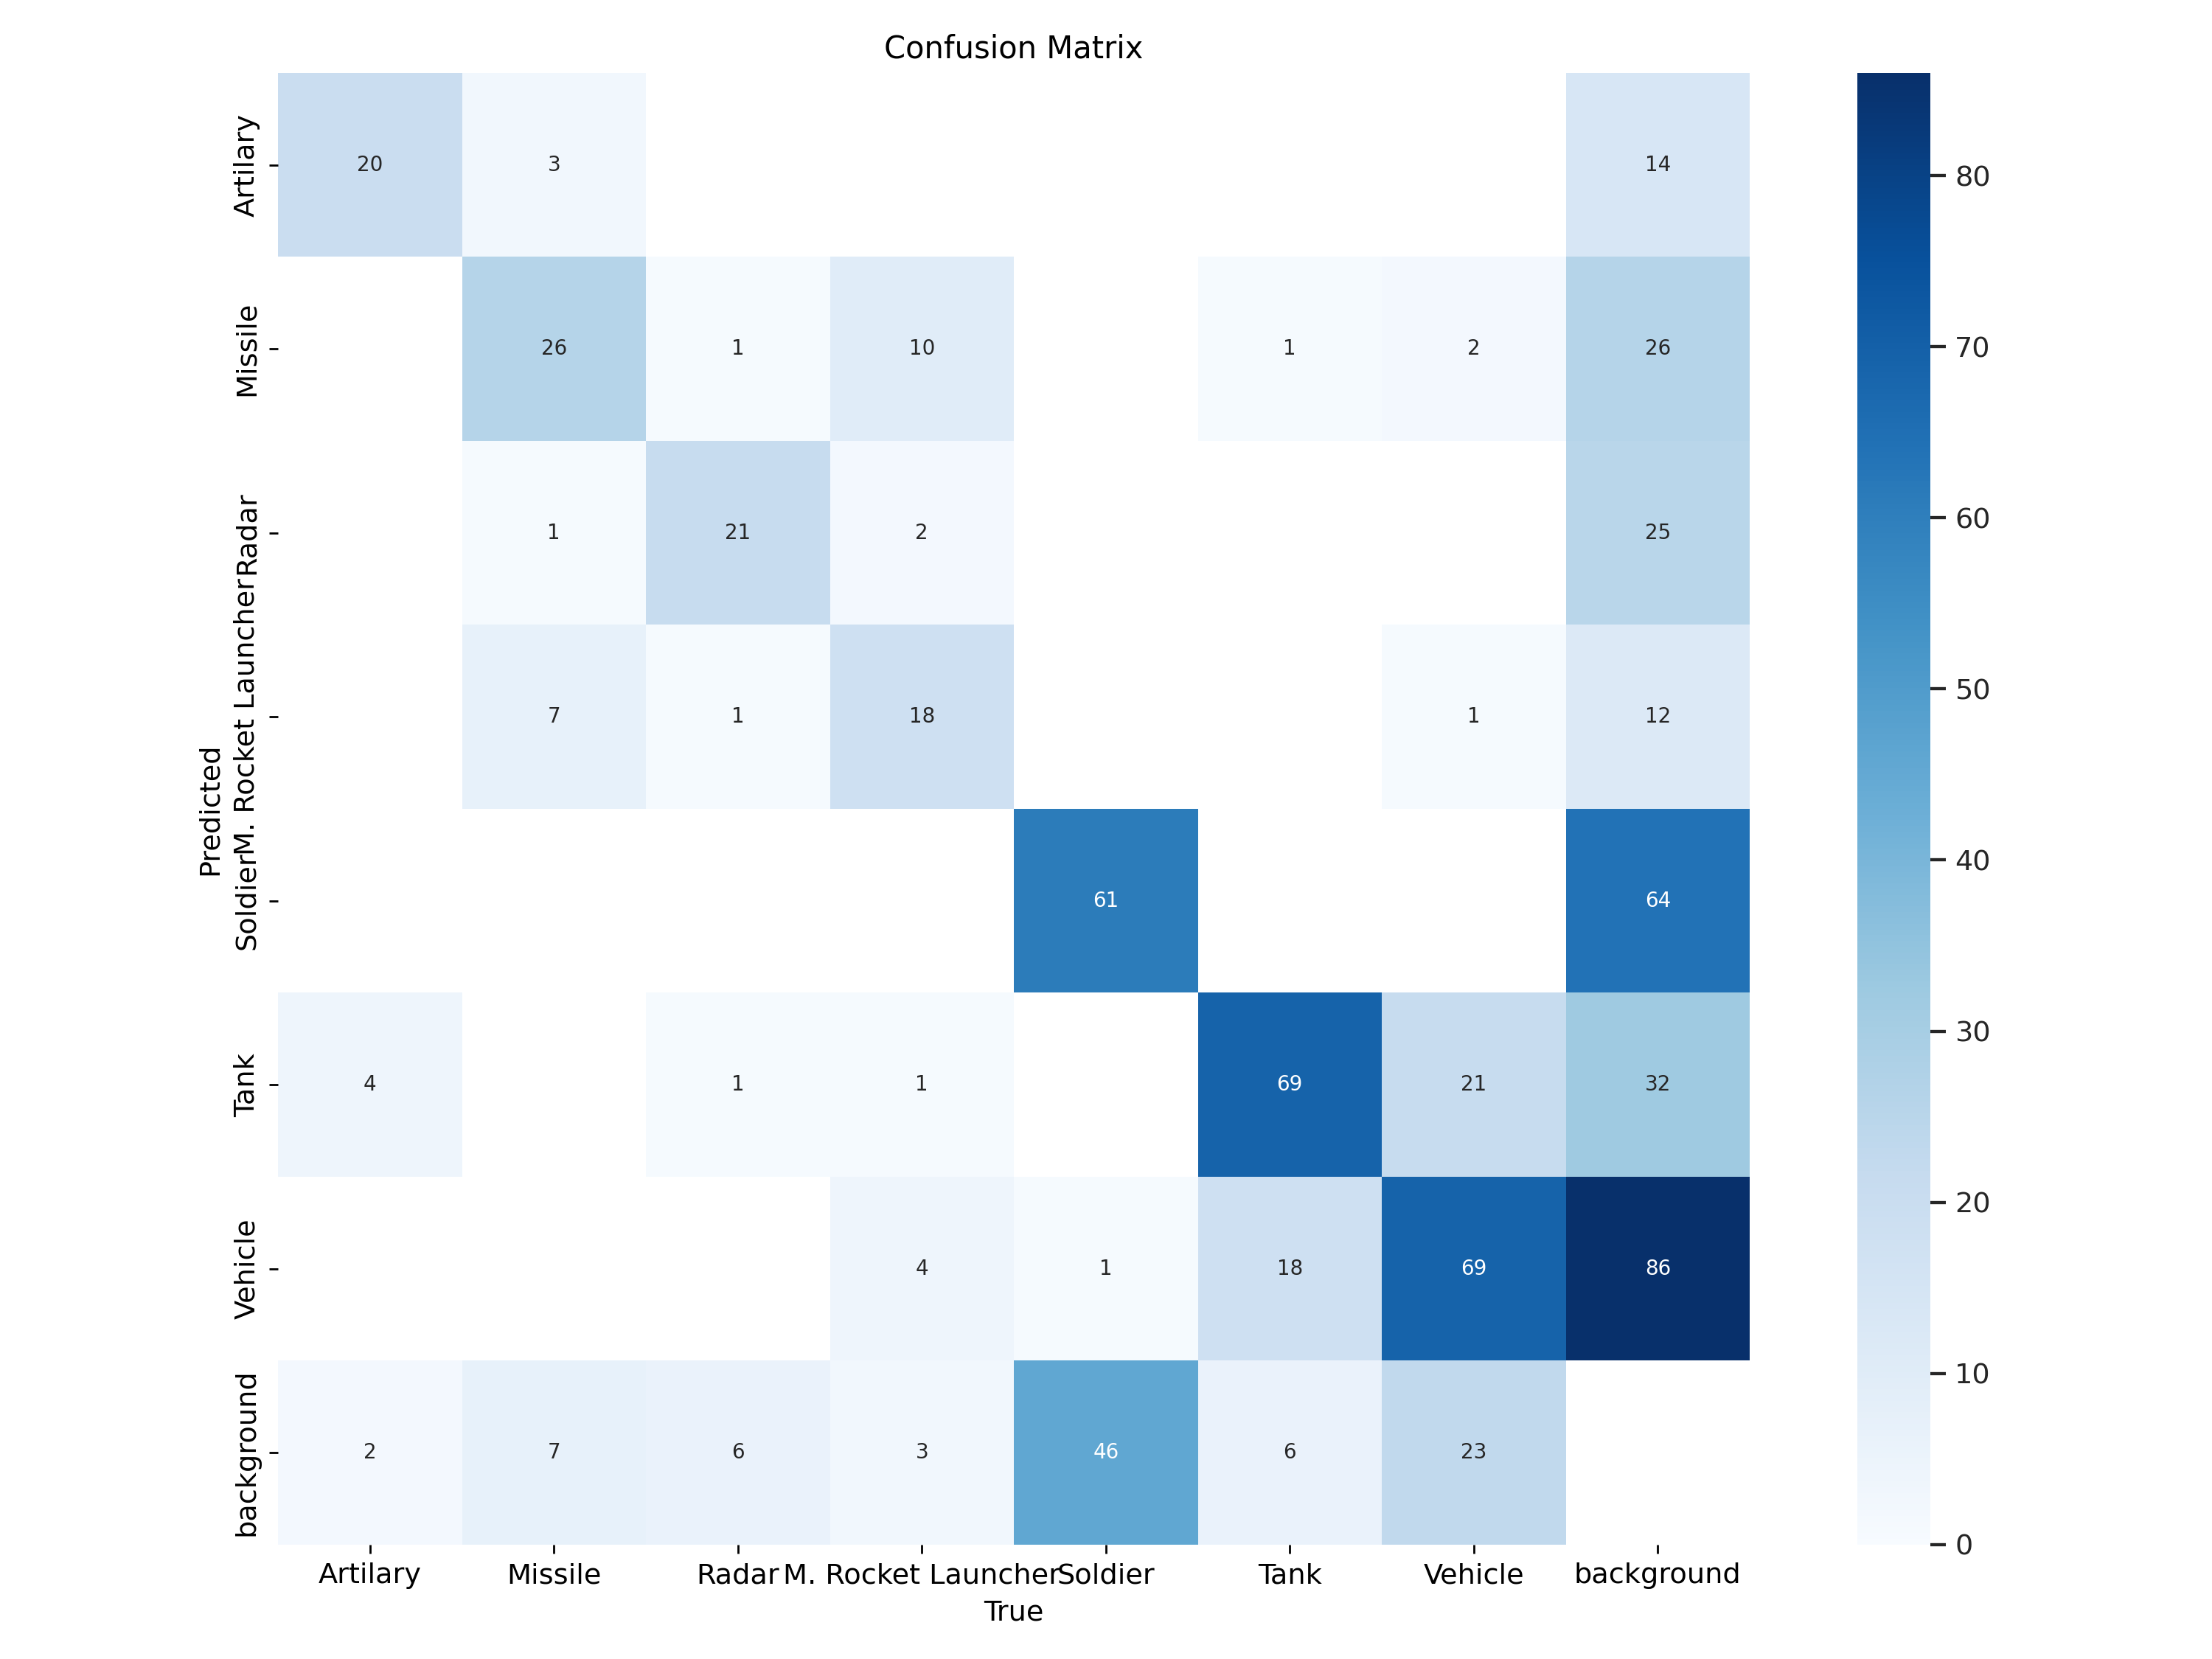 Confusion Matrix
Artilary
20 3 14
80
Missile
26 1 10 1 2 26
70
Radar
1 21 2 25
60
M. Rocket Launcher
7 1 18 1 12
50
Predicted
Soldier
61 64
40
Tank
4 1 1 69 21 32
30
Vehicle
4 1 18 69 86
20
background
2 7 6 3 46 6 23
10
0
Artilary Missile Radar M. Rocket Launcher Soldier Tank Vehicle background
True